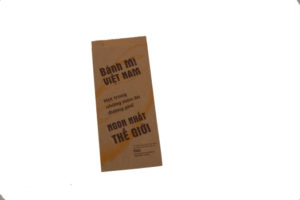 Bánh Mì
VIỆT NAM
Một trong
những món ăn
đường phố
NGON NHẤT
THẾ GIỚI